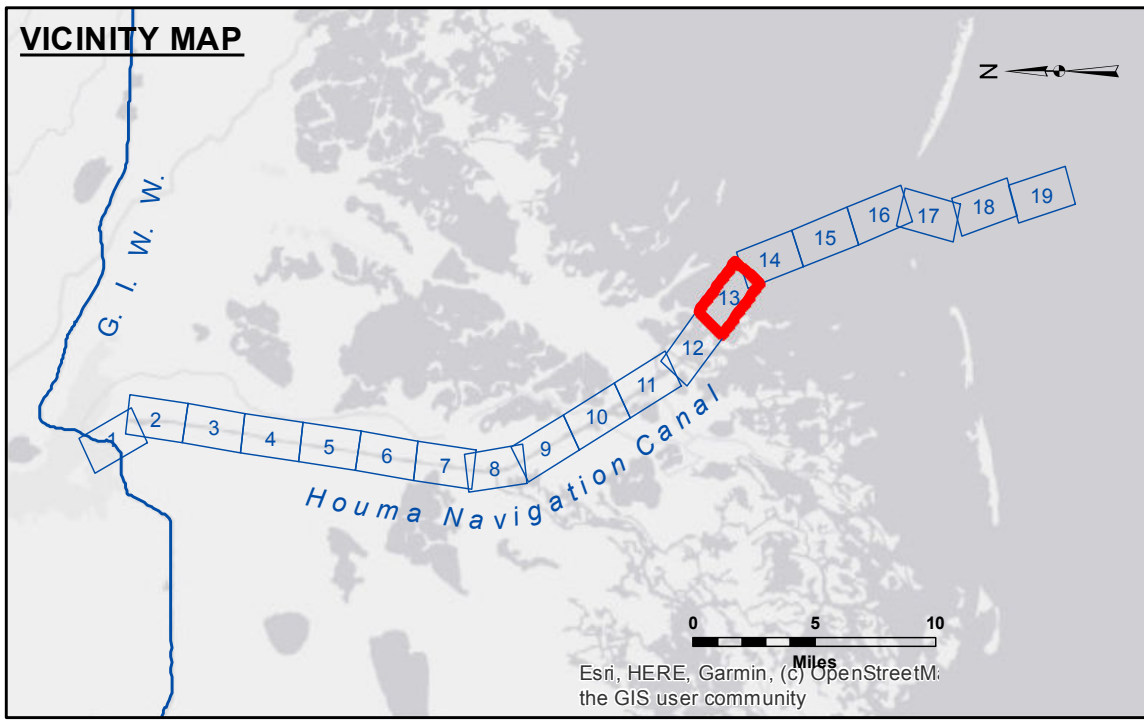 VICINITY MAP
N
G. I. W. W.
1
2
3
4
5
6
7
8
9
10
11
12
13
14
15
16
17
18
19
Houma Navigation Canal
0 5 10
Miles
Esri, HERE, Garmin, (c) OpenStreetMa
the GIS user community